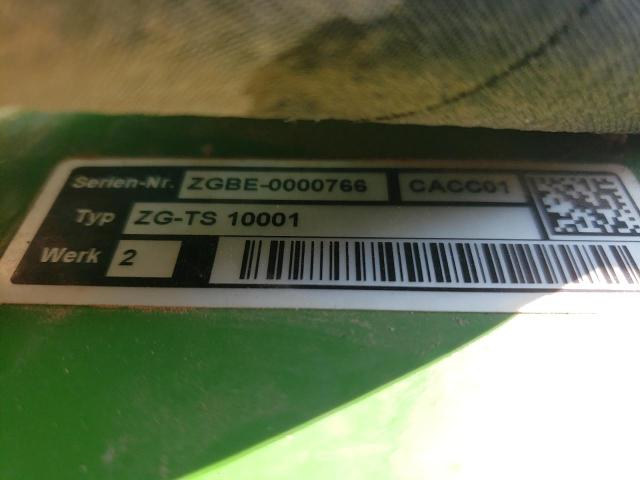 Serien-Nr. ZGBE-0000766 CACC01
Typ ZG-TS 10001
Werk 2